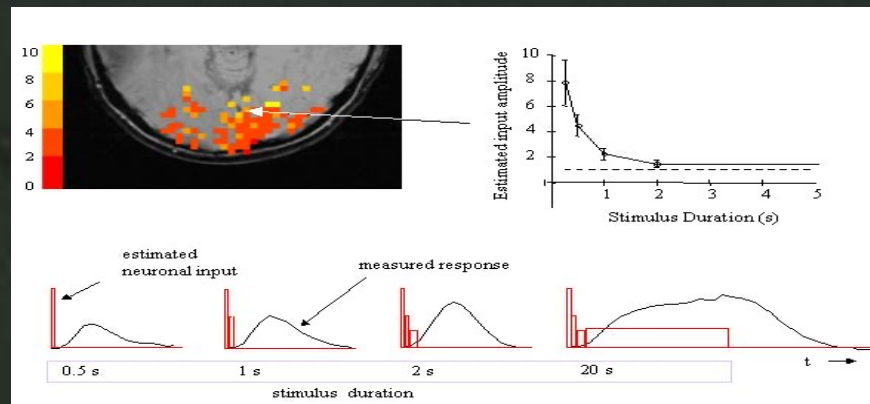 10
8
6
4
2
0
Estimated input amplitude
10
8
6
4
2
1 2 3 4 5
Stimulus Duration (s)
estimated
neuronal input
measured response
t
0.5 s 1 s 2 s 20 s
stimulus duration